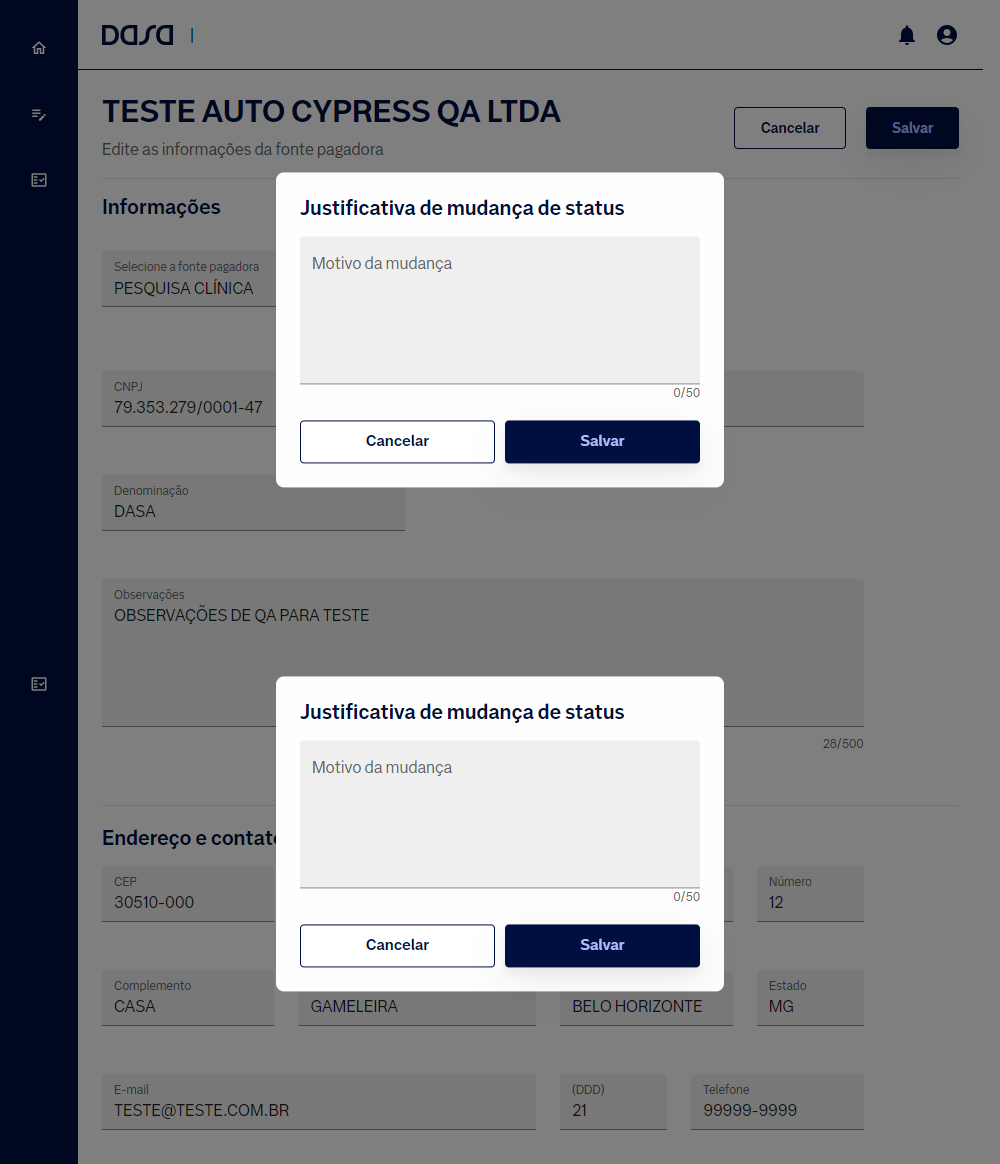 DASA
TESTE AUTO CYPRESS QA LTDA
Edite as informações da fonte pagadora
Cancelar
Salvar
Informações
Selecione a fonte pagadora
PESQUISA CLÍNICA
Justificativa de mudança de status
Motivo da mudança
0/50
Cancelar
Salvar
CNPJ
79.353.279/0001-47
Denominação
DASA
Observações
OBSERVAÇÕES DE QA PARA TESTE
28/500
Justificativa de mudança de status
Motivo da mudança
0/50
Cancelar
Salvar
Endereço e contato
CEP
30510-000
Número
12
Complemento
CASA
GAMELEIRA
BELO HORIZONTE
Estado
MG
E-mail
TESTE@TESTE.COM.BR
(DDD)
21
Telefone
99999-9999